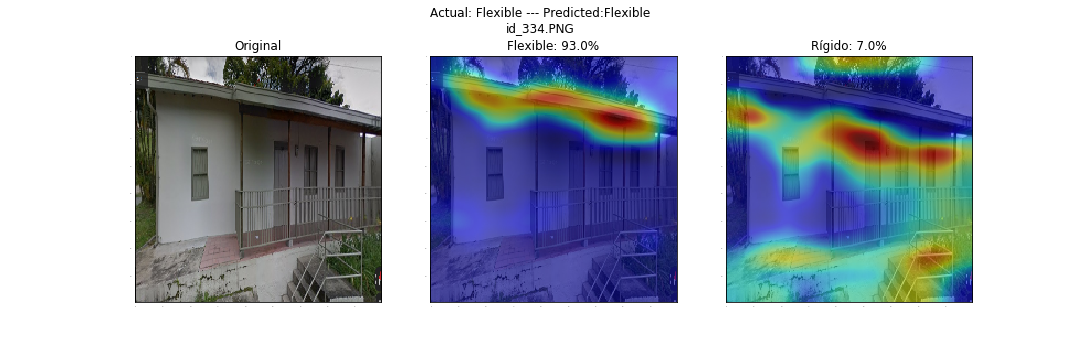 Actual: Flexible --- Predicted:Flexible
id_334.PNG
Original
Flexible: 93.0%
Rígido: 7.0%